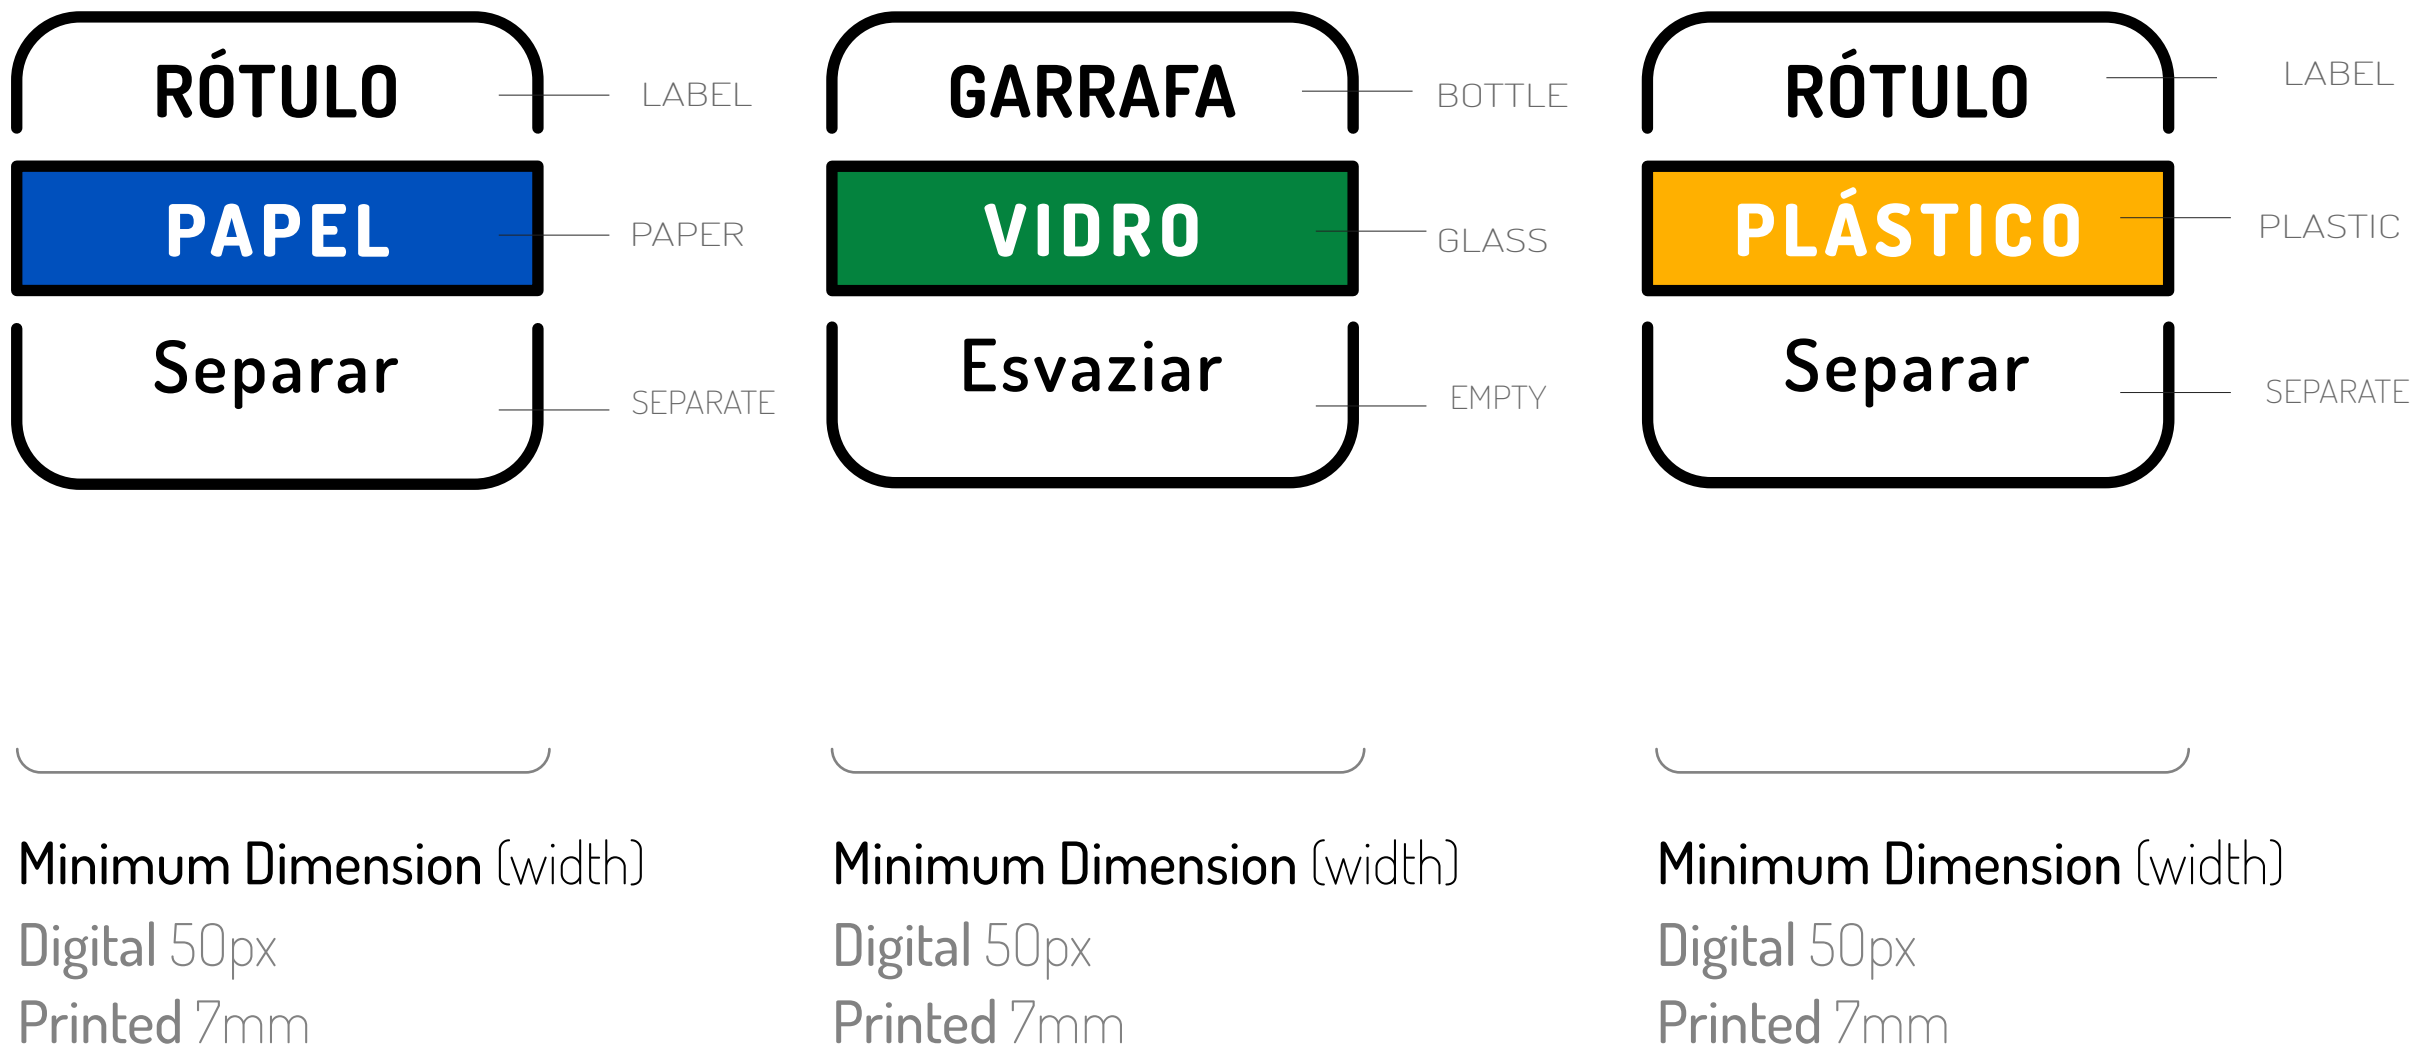 RÓTULO
LABEL
PAPEL
PAPER
Separar
SEPARATE
Minimum Dimension (width)
Digital 50px
Printed 7mm
GARRAFA
BOTTLE
VIDRO
GLASS
Esvaziar
EMPTY
Minimum Dimension (width)
Digital 50px
Printed 7mm
RÓTULO
LABEL
PLÁSTICO
PLASTIC
Separar
SEPARATE
Minimum Dimension (width)
Digital 50px
Printed 7mm